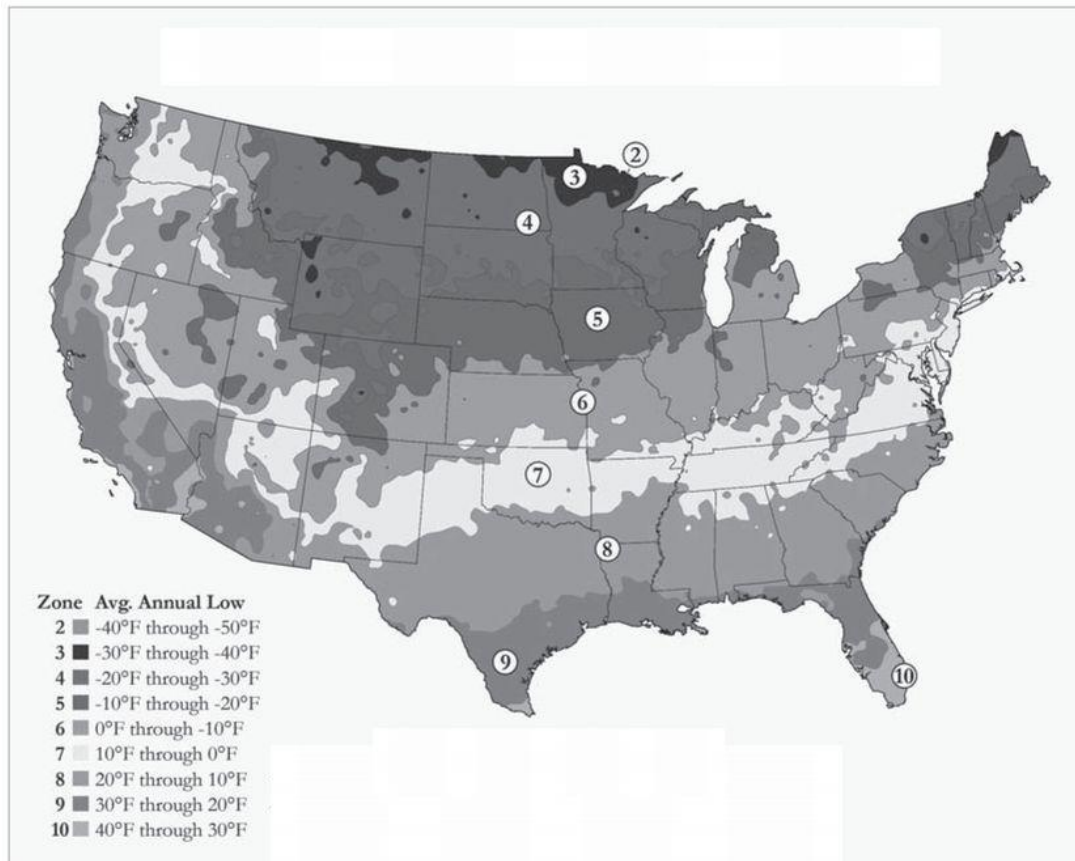 2
3
4
5
6
7
8
9
10
Zone Avg. Annual Low
2 -40°F through -50°F
3 -30°F through -40°F
4 -20°F through -30°F
5 -10°F through -20°F
6 0°F through -10°F
7 10°F through 0°F
8 20°F through 10°F
9 30°F through 20°F
10 40°F through 30°F